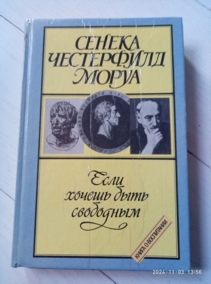 СЕНЕКА
ЧЕСТЕРФИЛД
МОРУА
Если
хочешь быть
свободным
2024-11-03 13:56